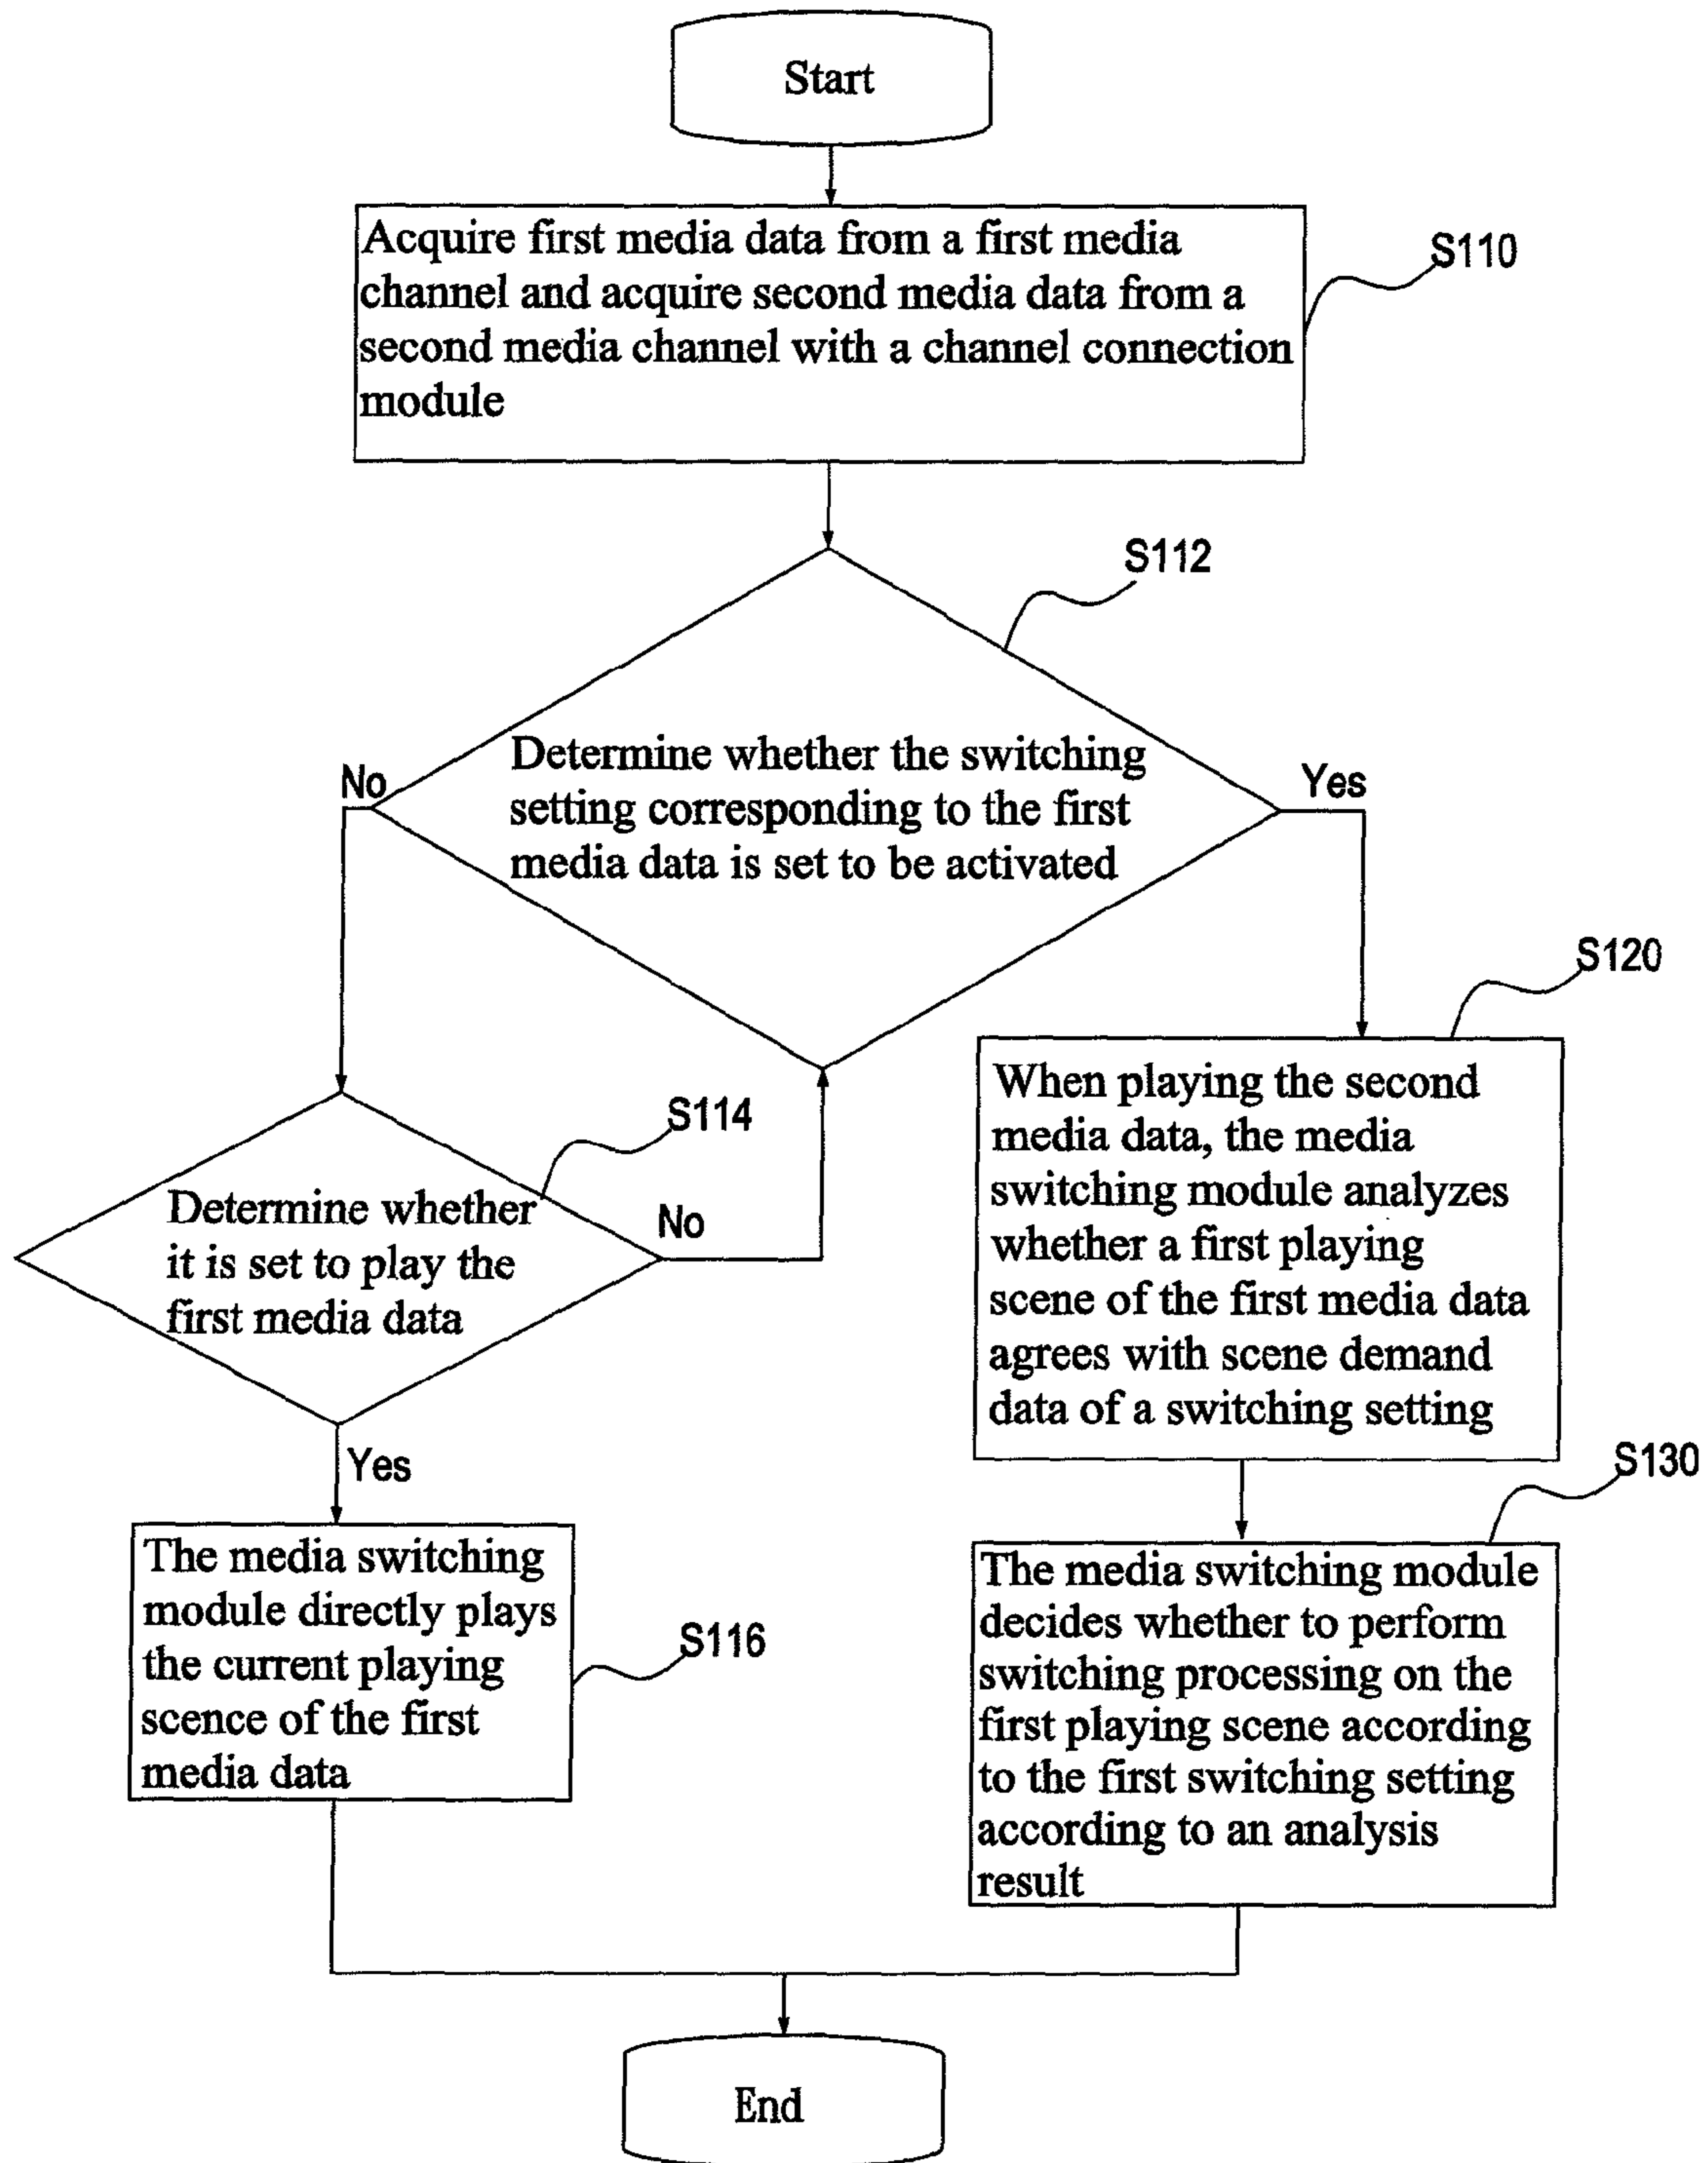 Start
Acquire first media data from a first media
channel and acquire second media data from a
second media channel with a channel connection
module
S110
S112
Determine whether the switching
setting corresponding to the first
media data is set to be activated
No
Yes
S120
When playing the second
media data, the media
switching module analyzes
whether a first playing
scene of the first media data
agrees with scene demand
data of a switching setting
S114
Determine whether
it is set to play the
first media data
No
Yes
S130
The media switching module
decides whether to perform
switching processing on the
first playing scene according
to the first switching setting
according to an analysis
result
The media switching
module directly plays
the current playing
scence of the first
media data
S116
End